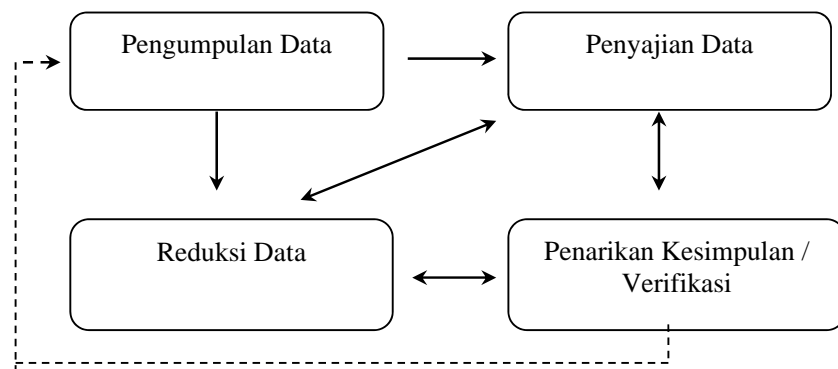 Pengumpulan Data
Penyajian Data
Reduksi Data
Penarikan Kesimpulan /
Verifikasi